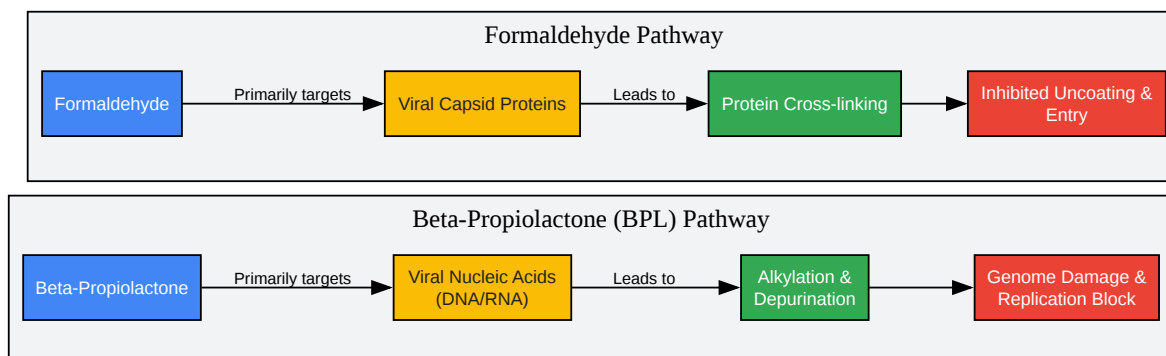 Formaldehyde Pathway
Formaldehyde
Primarily targets
Viral Capsid Proteins
Leads to
Protein Cross-linking
Inhibited Uncoating &
Entry
Beta-Propiolactone (BPL) Pathway
Beta-Propiolactone
Primarily targets
Viral Nucleic Acids
(DNA/RNA)
Leads to
Alkylation &
Depurination
Genome Damage &
Replication Block